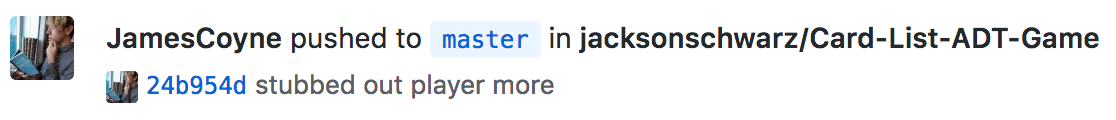 JamesCoyne pushed to master in jacksonschwarz/Card-List-ADT-Game
24b954d stubbed out player more